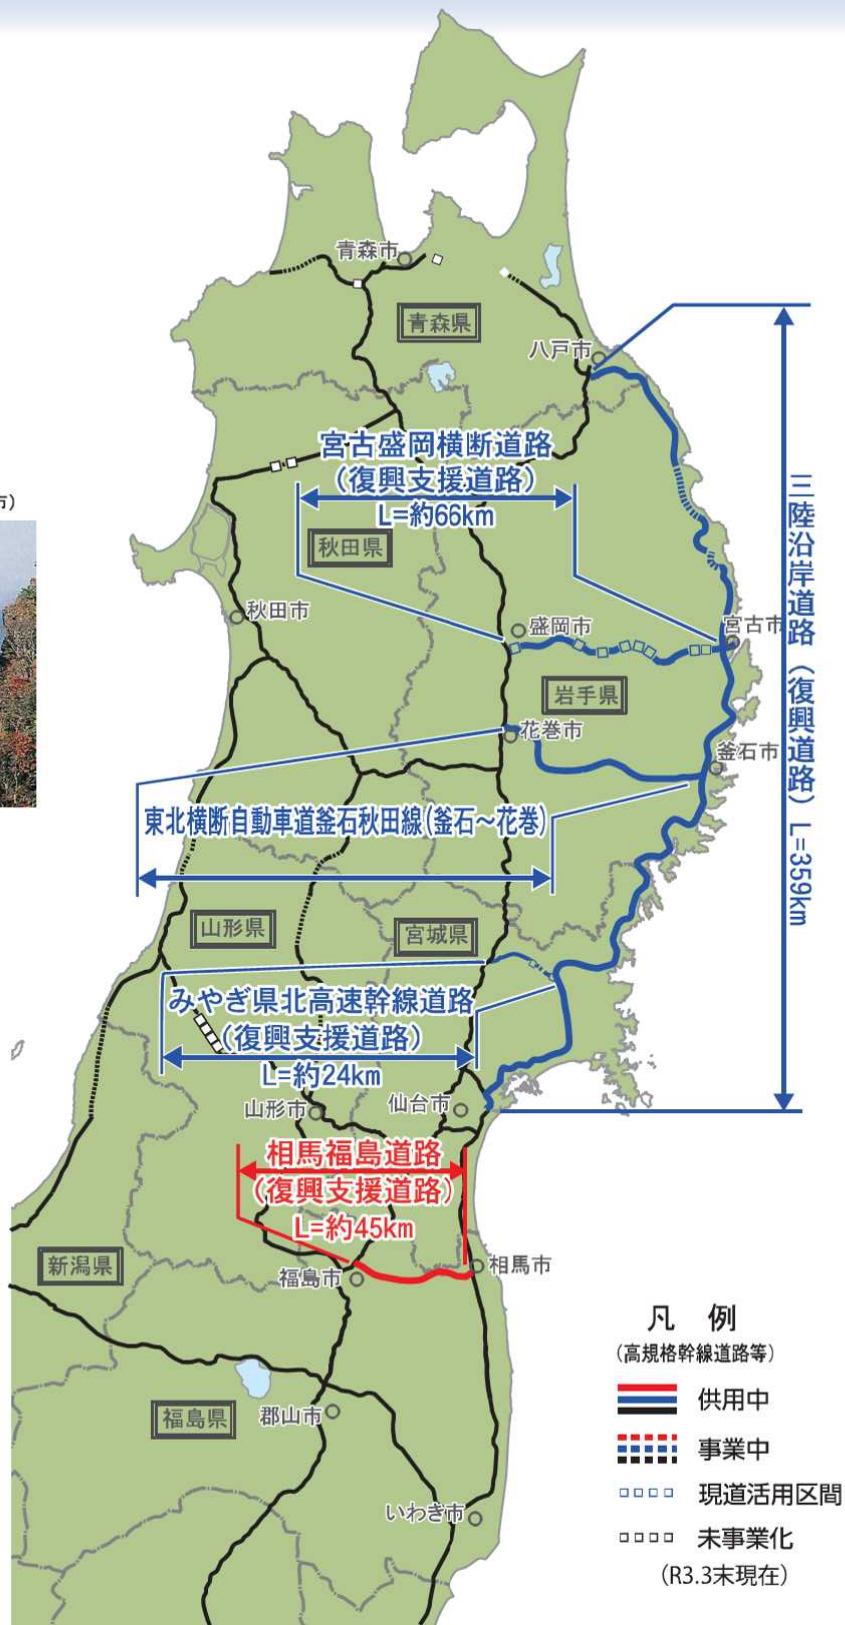 青森市
青森県
八戸市
宮古盛岡横断道路
(復興支援道路)
L=約66km
市)
秋田県
三陸沿岸道路(復興道路) L=359km
秋田市
盛岡市
宮古市
岩手県
花巻市
釜石市
東北横断自動車道釜石秋田線(釜石~花巻)
山形県
宮城県
みやぎ県北高速幹線道路
(復興支援道路)
L=約24km
山形市
仙台市
相馬福島道路
(復興支援道路)
L=約45km
新潟県
福島市
相馬市
福島県
郡山市
いわき市
凡 例
(高規格幹線道路等)
供用中
事業中
現道活用区間
未事業化
(R3.3末現在)